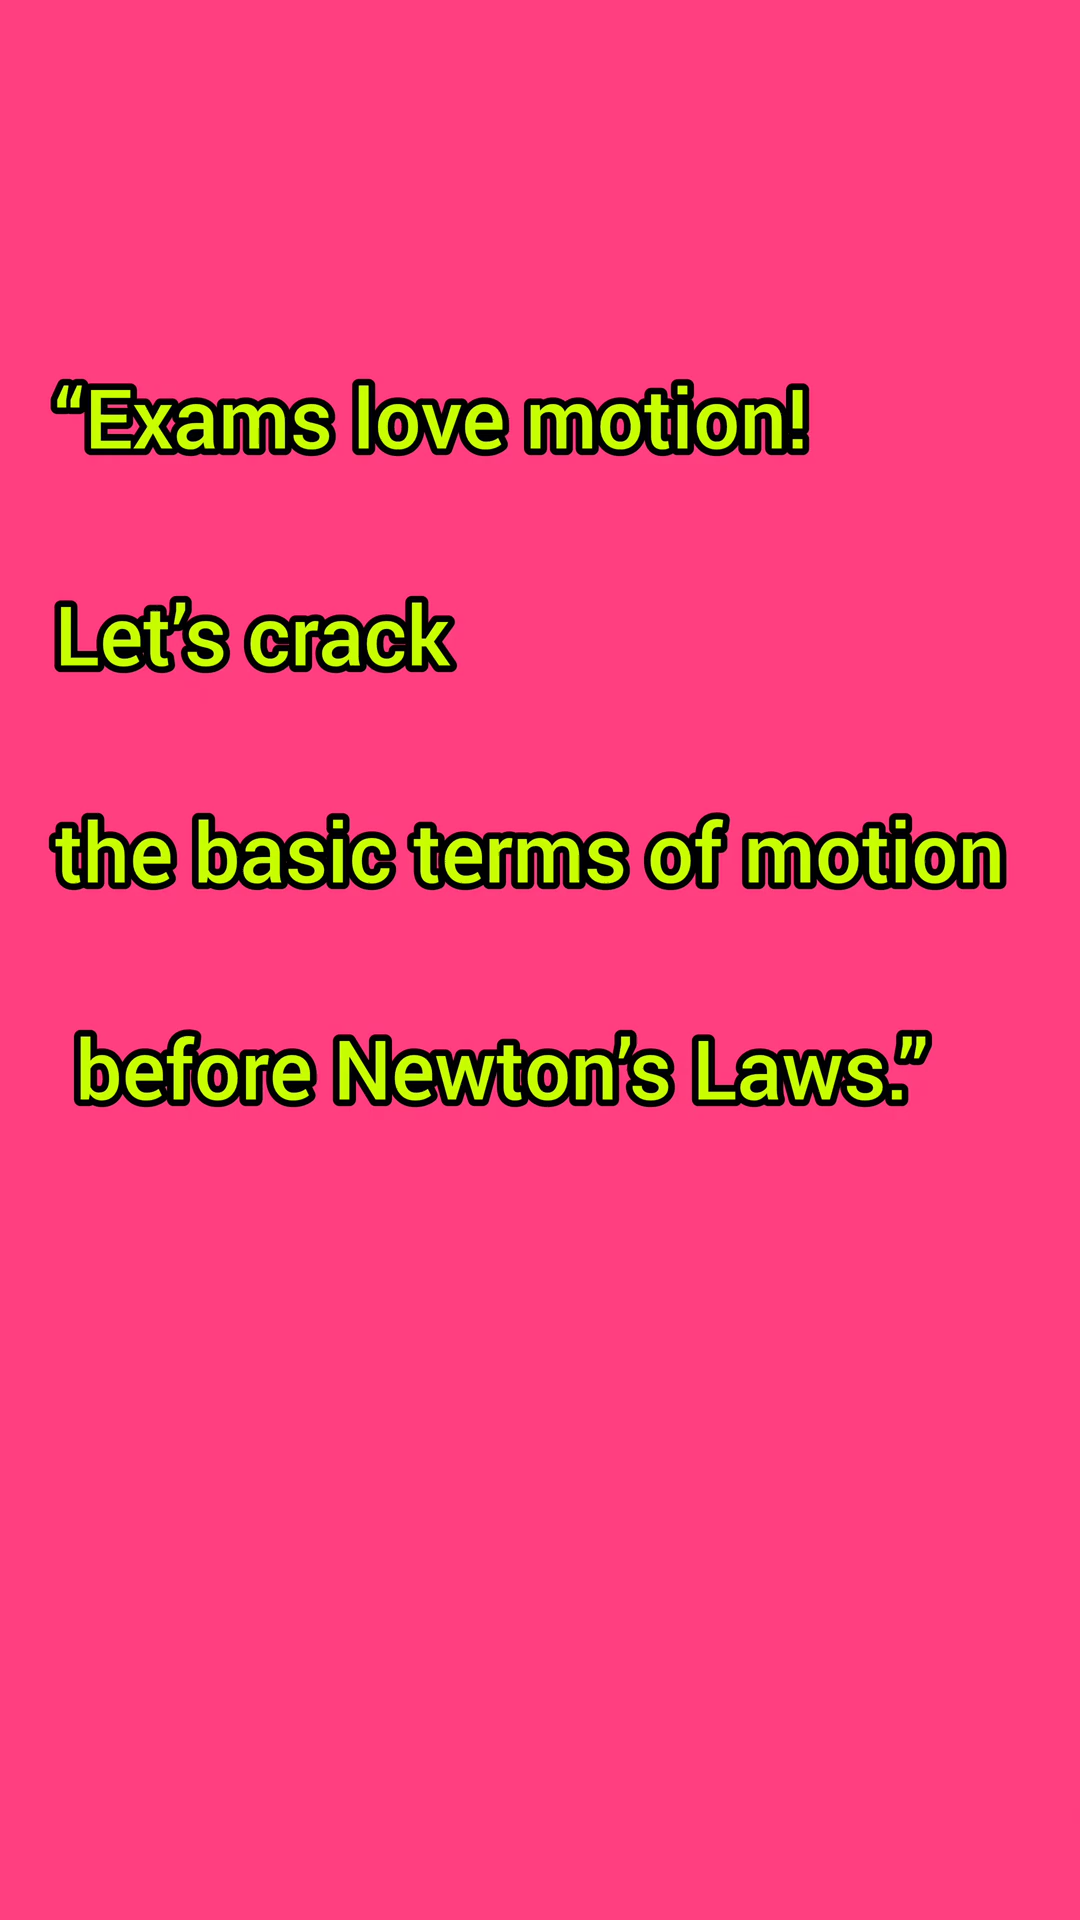 “Exams love motion!
Let’s crack
the basic terms of motion
before Newton’s Laws.”